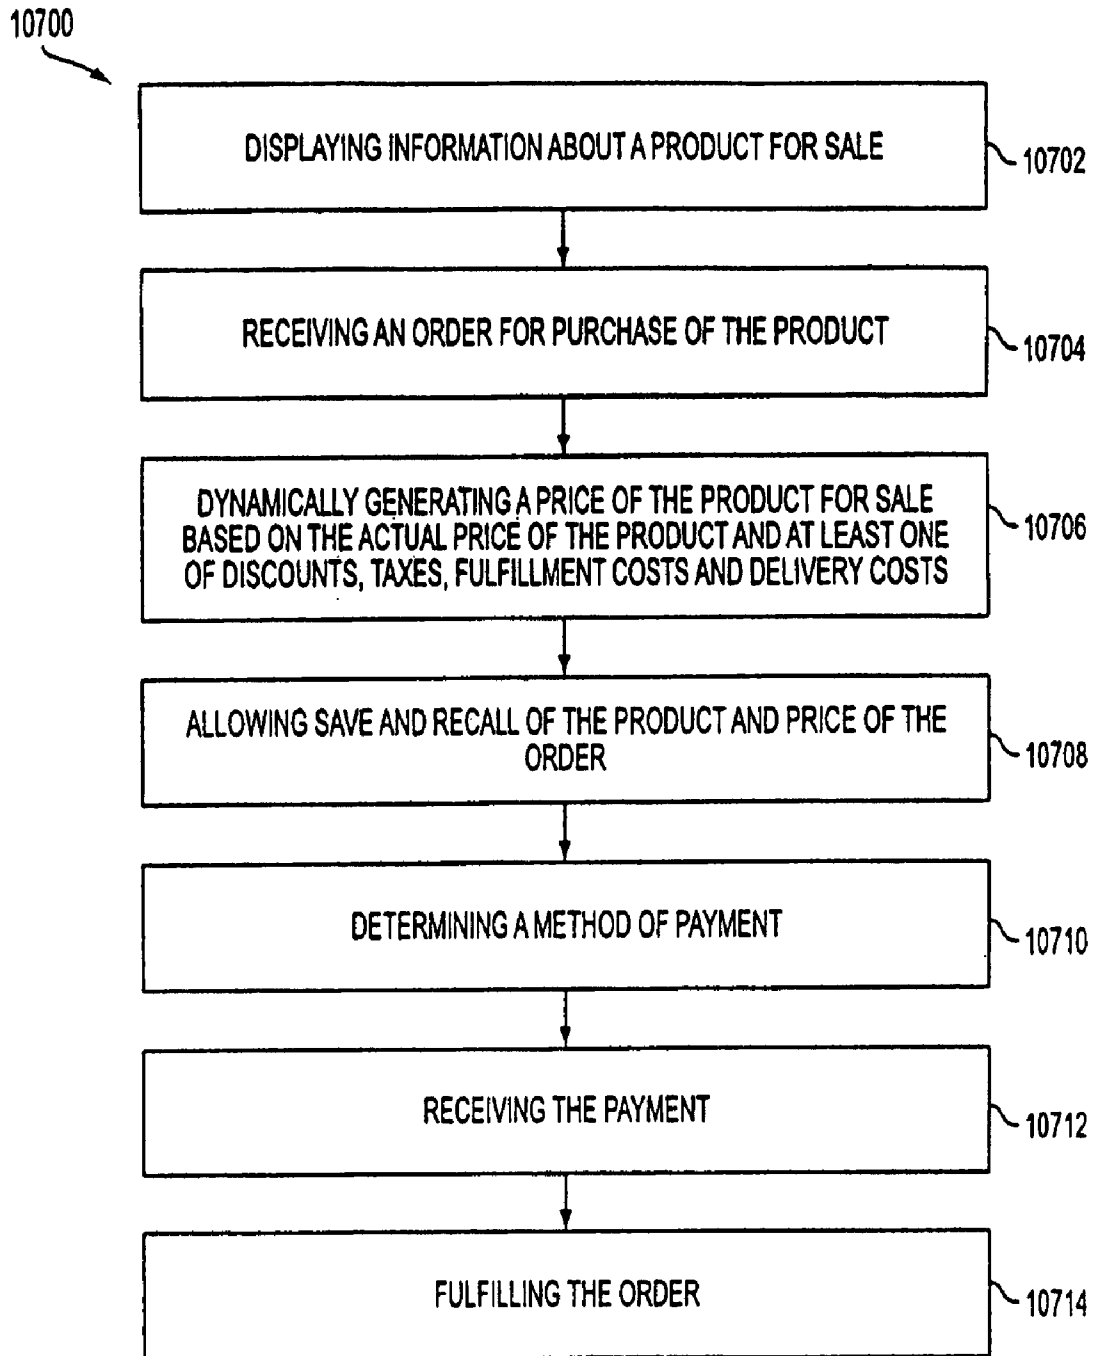 10700
DISPLAYING INFORMATION ABOUT A PRODUCT FOR SALE
10702
RECEIVING AN ORDER FOR PURCHASE OF THE PRODUCT
10704
DYNAMICALLY GENERATING A PRICE OF THE PRODUCT FOR SALE
BASED ON THE ACTUAL PRICE OF THE PRODUCT AND AT LEAST ONE
OF DISCOUNTS, TAXES, FULFILLMENT COSTS AND DELIVERY COSTS
10706
ALLOWING SAVE AND RECALL OF THE PRODUCT AND PRICE OF THE
ORDER
10708
DETERMINING A METHOD OF PAYMENT
10710
RECEIVING THE PAYMENT
10712
FULFILLING THE ORDER
10714